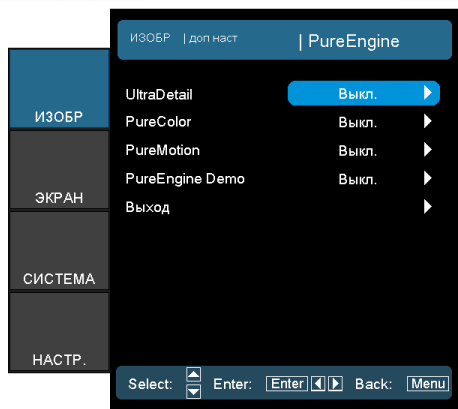 ИЗОБР | доп наст | PureEngine
ИЗОБР
ЭКРАН
СИСТЕМА
НАСТР.
UltraDetail Выкл.
PureColor Выкл.
PureMotion Выкл.
PureEngine Demo Выкл.
Выход
Select: Enter: Enter Back: Menu